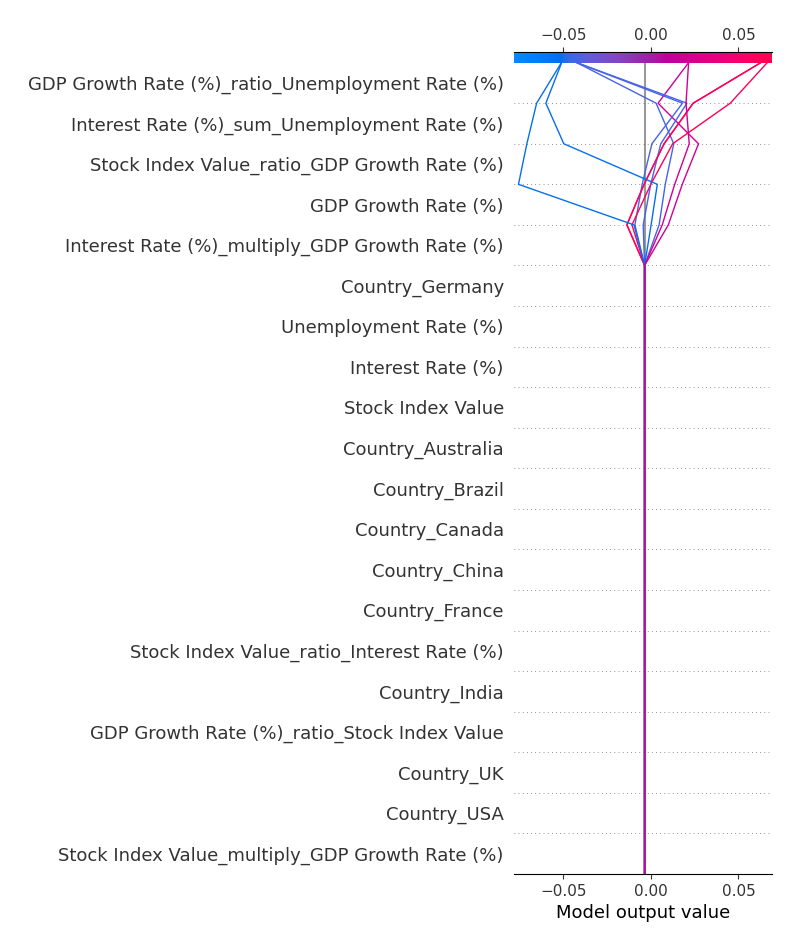 −0.05 0.00 0.05
GDP Growth Rate (%)_ratio_Unemployment Rate (%)
Interest Rate (%)_sum_Unemployment Rate (%)
Stock Index Value_ratio_GDP Growth Rate (%)
GDP Growth Rate (%)
Interest Rate (%)_multiply_GDP Growth Rate (%)
Country_Germany
Unemployment Rate (%)
Interest Rate (%)
Stock Index Value
Country_Australia
Country_Brazil
Country_Canada
Country_China
Country_France
Stock Index Value_ratio_Interest Rate (%)
Country_India
GDP Growth Rate (%)_ratio_Stock Index Value
Country_UK
Country_USA
Stock Index Value_multiply_GDP Growth Rate (%)
−0.05 0.00 0.05
Model output value